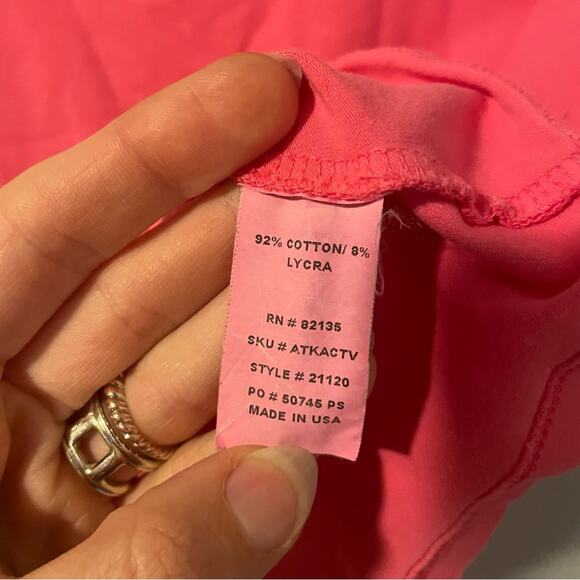 92% COTTON/ 8%
LYCRA
RN # 82135
SKU # ATKACTV
STYLE # 21120
PO # 50745 PS
MADE IN USA